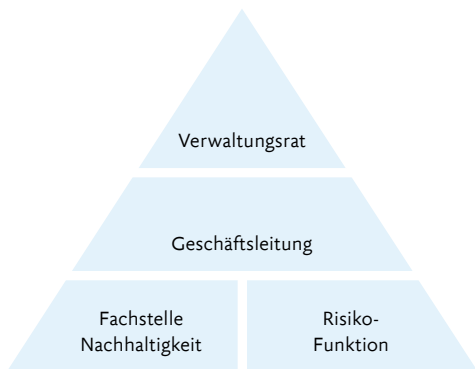 Verwaltungsrat
Geschäftsleitung
Fachstelle
Nachhaltigkeit
Risiko-
Funktion